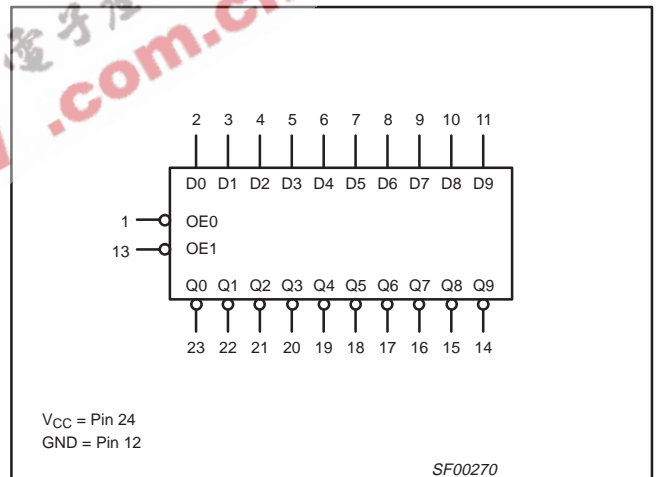 .com.c
2 3 4 5 6 7 8 9 10 11
D0 D1 D2 D3 D4 D5 D6 D7 D8 D9
1 OE0
13 OE1
Q0 Q1 Q2 Q3 Q4 Q5 Q6 Q7 Q8 Q9
23 22 21 20 19 18 17 16 15 14
VCC = Pin 24
GND = Pin 12
SF00270